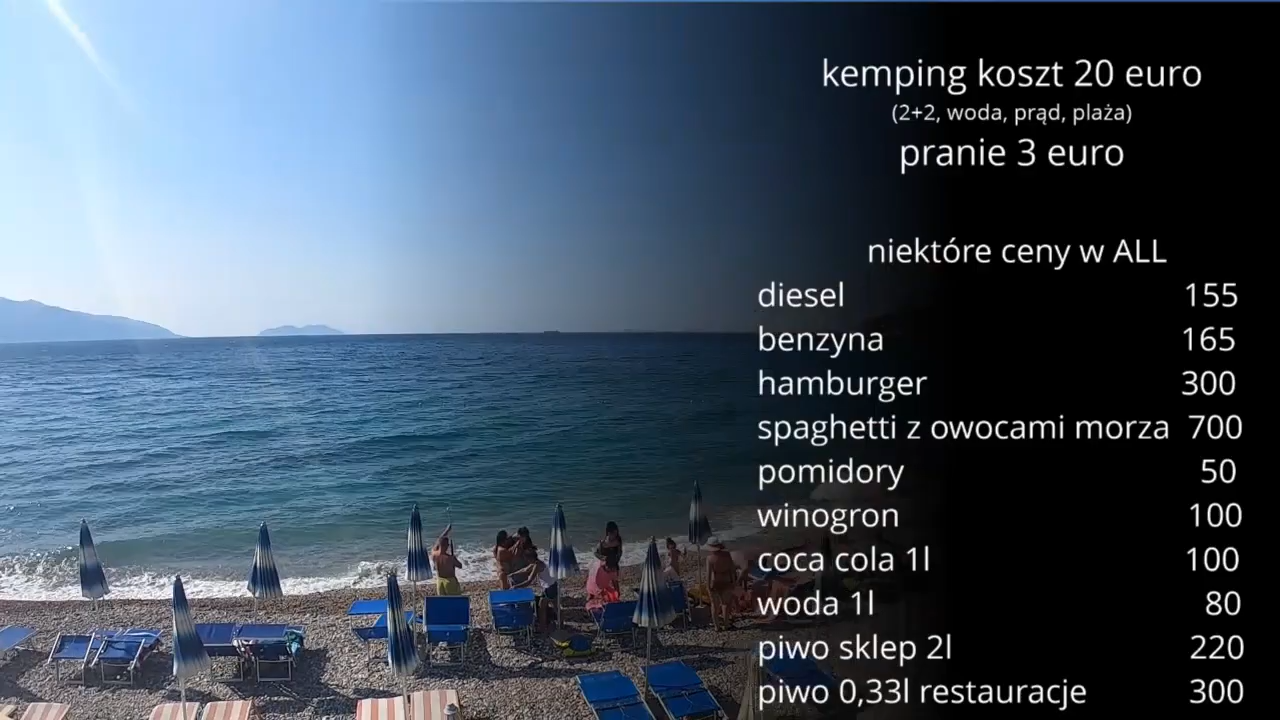 kemping koszt 20 euro
(2+2, woda, prąd, plaża)
pranie 3 euro
niektóre ceny w ALL
diesel 155
benzyna 165
hamburger 300
spaghetti z owocami morza 700
pomidory 50
winogron 100
coca cola 1l 100
woda 1l 80
piwo sklep 2l 220
piwo 0,33l restauracje 300